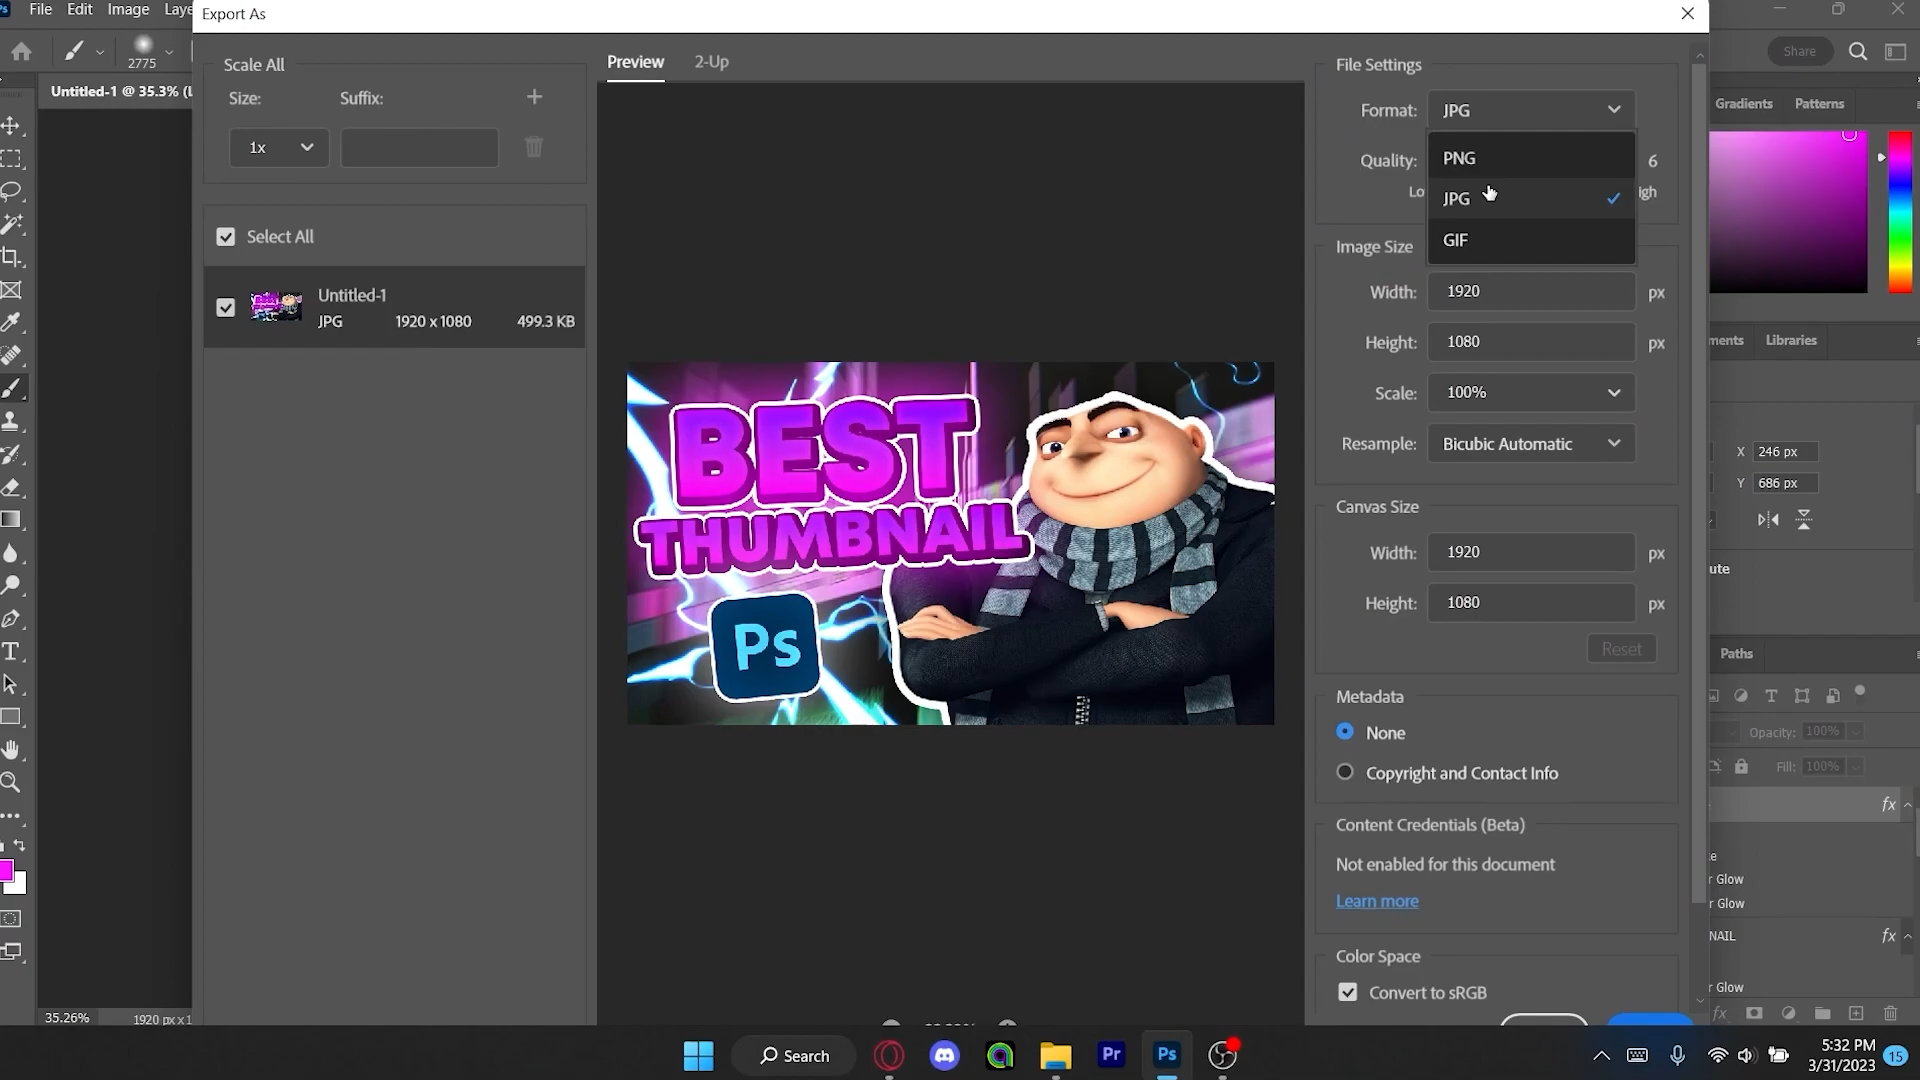 Export As
File Edit Image Laye
2775
Share
Untitled-1 @ 35.3% (L
Scale All
Size: Suffix:
1x
Select All
Untitled-1
JPG 1920 x 1080 499.3 KB
Preview 2-Up
BEST
THUMBNAIL
Ps
File Settings
Format: JPG
PNG
JPG
GIF
Quality: 6
Lo igh
Image Size
Width: 1920 px
Height: 1080 px
Scale: 100%
Resample: Bicubic Automatic
Canvas Size
Width: 1920 px
Height: 1080 px
Reset
Metadata
None
Copyright and Contact Info
Content Credentials (Beta)
Not enabled for this document
Learn more
Color Space
Convert to sRGB
Gradients Patterns
ments Libraries
X 246 px
Y 686 px
ute
Paths
Opacity: 100%
Fill: 100%
fx
r Glow
r Glow
NAIL fx
r Glow
fx
35.26% 1920 px x 1
Search
Pr
Ps
5:32 PM
3/31/2023
15